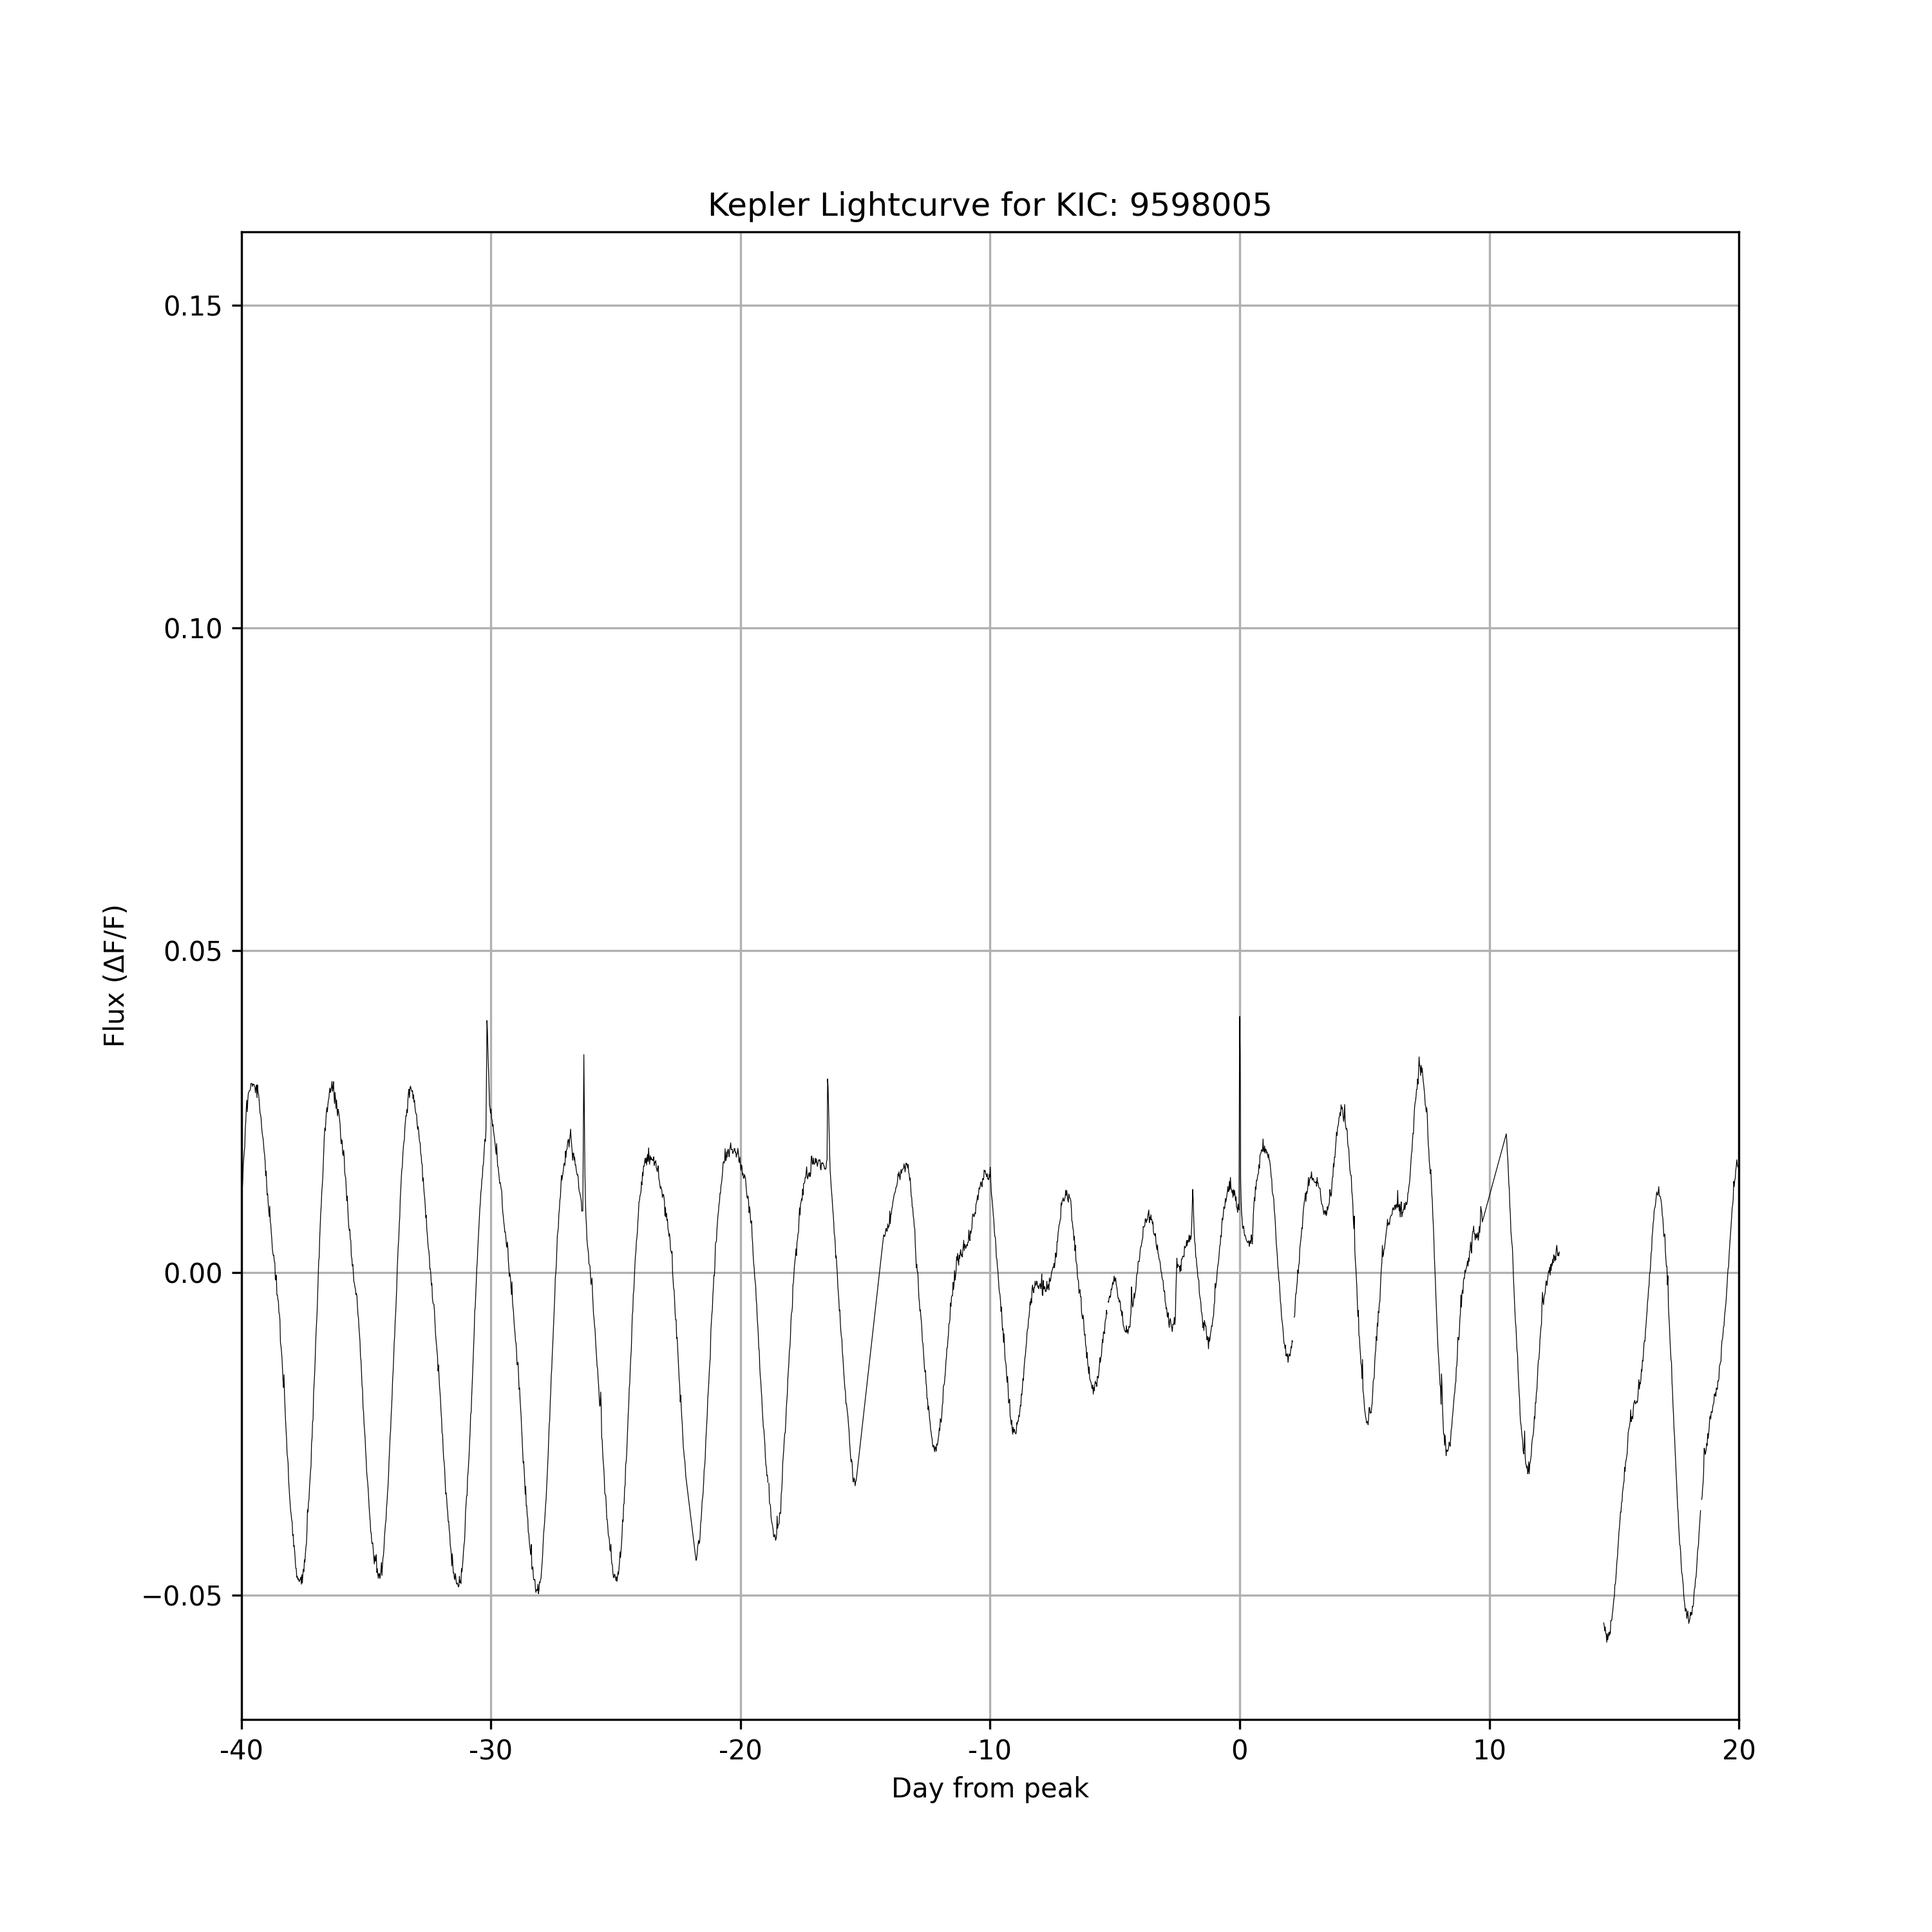 Kepler Lightcurve for KIC: 9598005
0.15
0.10
0.05
0.00
−0.05
Flux (ΔF/F)
-40 -30 -20 -10 0 10 20
Day from peak